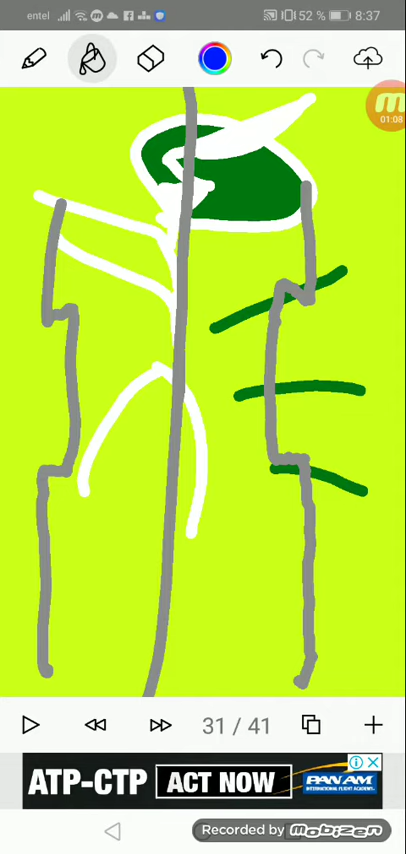 entel 52 % 8:37
M
01:08
31 / 41
ATP-CTP ACT NOW PAN AM
INTERNATIONAL FLIGHT ACADEMY
Recorded by Mobizen